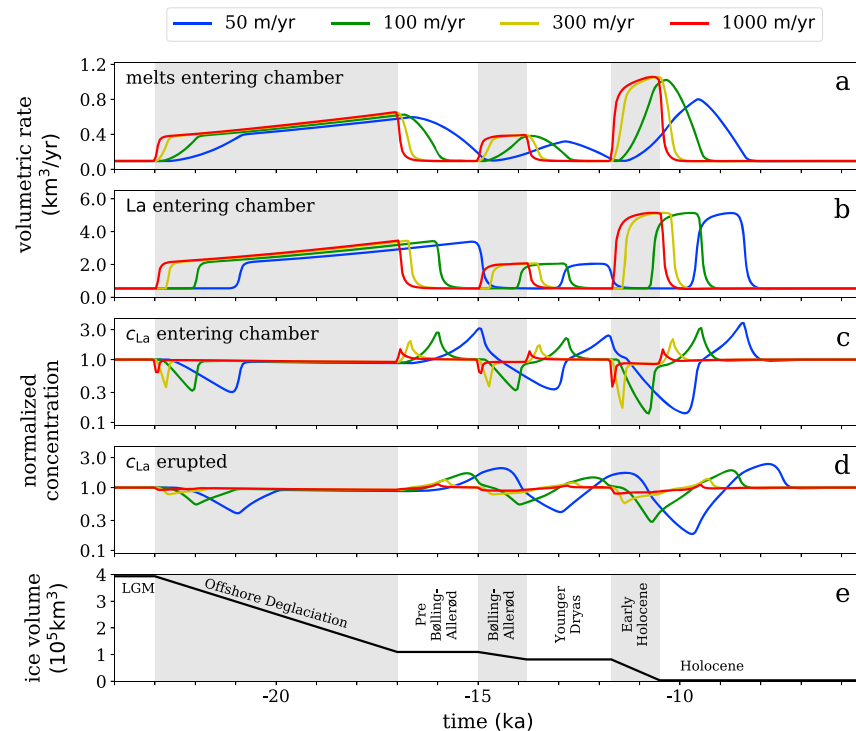 50 m/yr 100 m/yr 300 m/yr 1000 m/yr
volumetric rate
(km³/yr)
1.2
0.8
0.4
0.0
melts entering chamber
a
6.0
4.0
2.0
0.0
La entering chamber
b
normalized
concentration
3.0
1.0
0.3
0.1
c_La entering chamber
c
3.0
1.0
0.3
0.1
c_La erupted
d
ice volume
(10⁵km³)
4
3
2
1
0
LGM
Offshore Deglaciation
Pre
Bølling-
Allerød
Bølling-
Allerød
Younger
Dryas
Early
Holocene
Holocene
e
-20 -15 -10
time (ka)